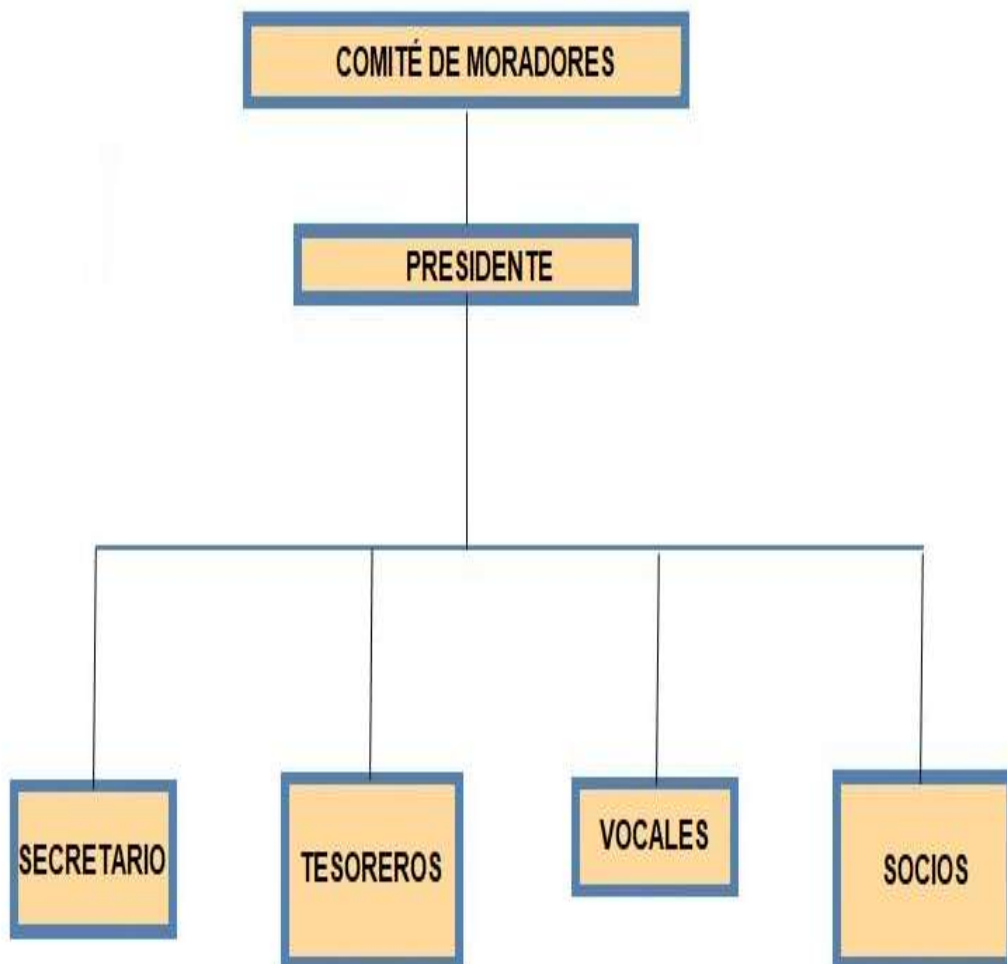 COMITÉ DE MORADORES
PRESIDENTE
SECRETARIO
TESOREROS
VOCALES
SOCIOS